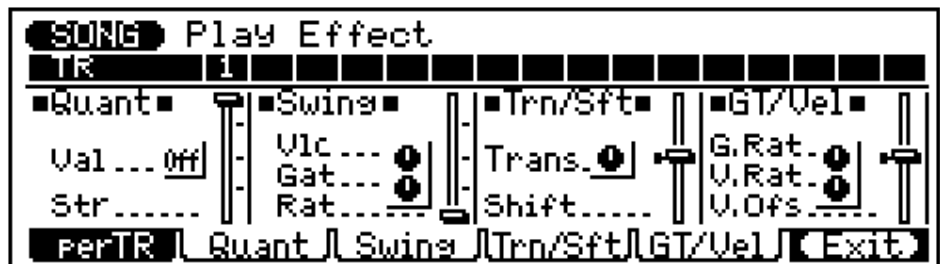 SONG Play Effect
TR 1
■Quant■ ■Swing■ ■Trn/Sft■ ■GT/Vel■
Val... Off Vlc... Trans. G.Rat.
Gat... V.Rat.
Str...... Rat..... Shift..... V.Ofs.....
perTR Quant Swing Trn/Sft GT/Vel Exit